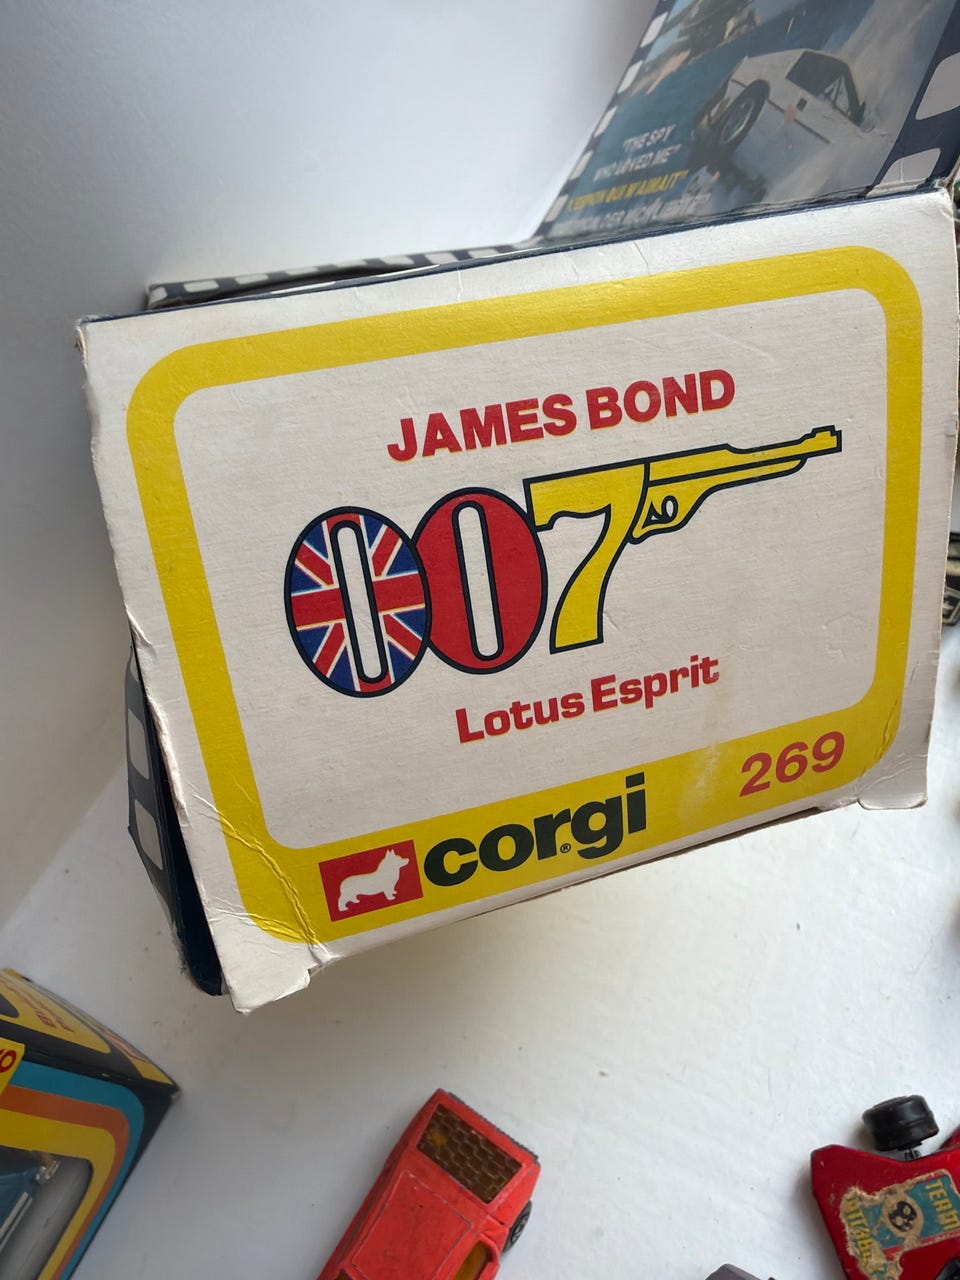 "THE SPY
WHO LOVED ME"
JAMES BOND
007
Lotus Esprit
269
corgi®